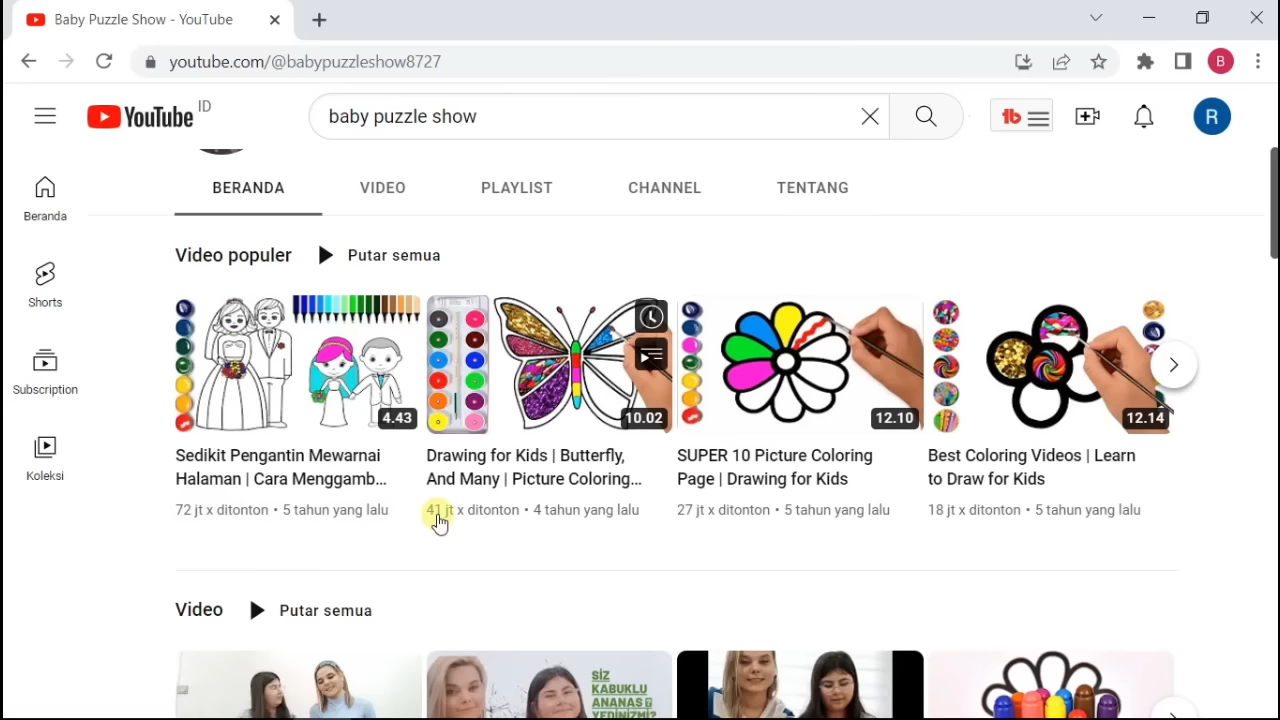 Baby Puzzle Show - YouTube
youtube.com/@babypuzzleshow8727
B
YouTube ID
baby puzzle show
tb
R
BERANDA
VIDEO
PLAYLIST
CHANNEL
TENTANG
Beranda
Shorts
Subscription
Koleksi
Video populer
Putar semua
4.43
10.02
12.10
12.14
Sedikit Pengantin Mewarnai
Halaman | Cara Menggamb...
72 jt x ditonton • 5 tahun yang lalu
Drawing for Kids | Butterfly,
And Many | Picture Coloring...
41 jt x ditonton • 4 tahun yang lalu
SUPER 10 Picture Coloring
Page | Drawing for Kids
27 jt x ditonton • 5 tahun yang lalu
Best Coloring Videos | Learn
to Draw for Kids
18 jt x ditonton • 5 tahun yang lalu
Video
Putar semua
SİZ
KABUKLU
ANANAS
YEDİNİZMİ?